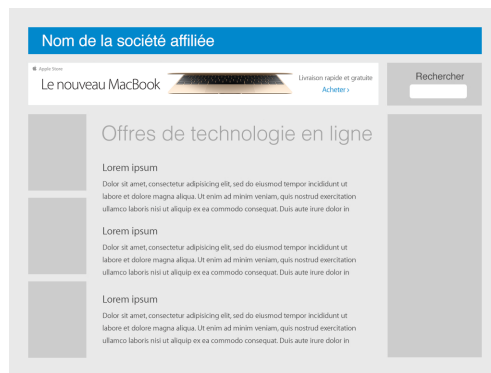 Nom de la société affiliée
Apple Store
Le nouveau MacBook
Livraison rapide et gratuite
Acheter ›
Rechercher
Offres de technologie en ligne
Lorem ipsum
Dolor sit amet, consectetur adipisicing elit, sed do eiusmod tempor incididunt ut
labore et dolore magna aliqua. Ut enim ad minim veniam, quis nostrud exercitation
ullamco laboris nisi ut aliquip ex ea commodo consequat. Duis aute irure dolor in
Lorem ipsum
Dolor sit amet, consectetur adipisicing elit, sed do eiusmod tempor incididunt ut
labore et dolore magna aliqua. Ut enim ad minim veniam, quis nostrud exercitation
ullamco laboris nisi ut aliquip ex ea commodo consequat. Duis aute irure dolor in
Lorem ipsum
Dolor sit amet, consectetur adipisicing elit, sed do eiusmod tempor incididunt ut
labore et dolore magna aliqua. Ut enim ad minim veniam, quis nostrud exercitation
ullamco laboris nisi ut aliquip ex ea commodo consequat. Duis aute irure dolor in